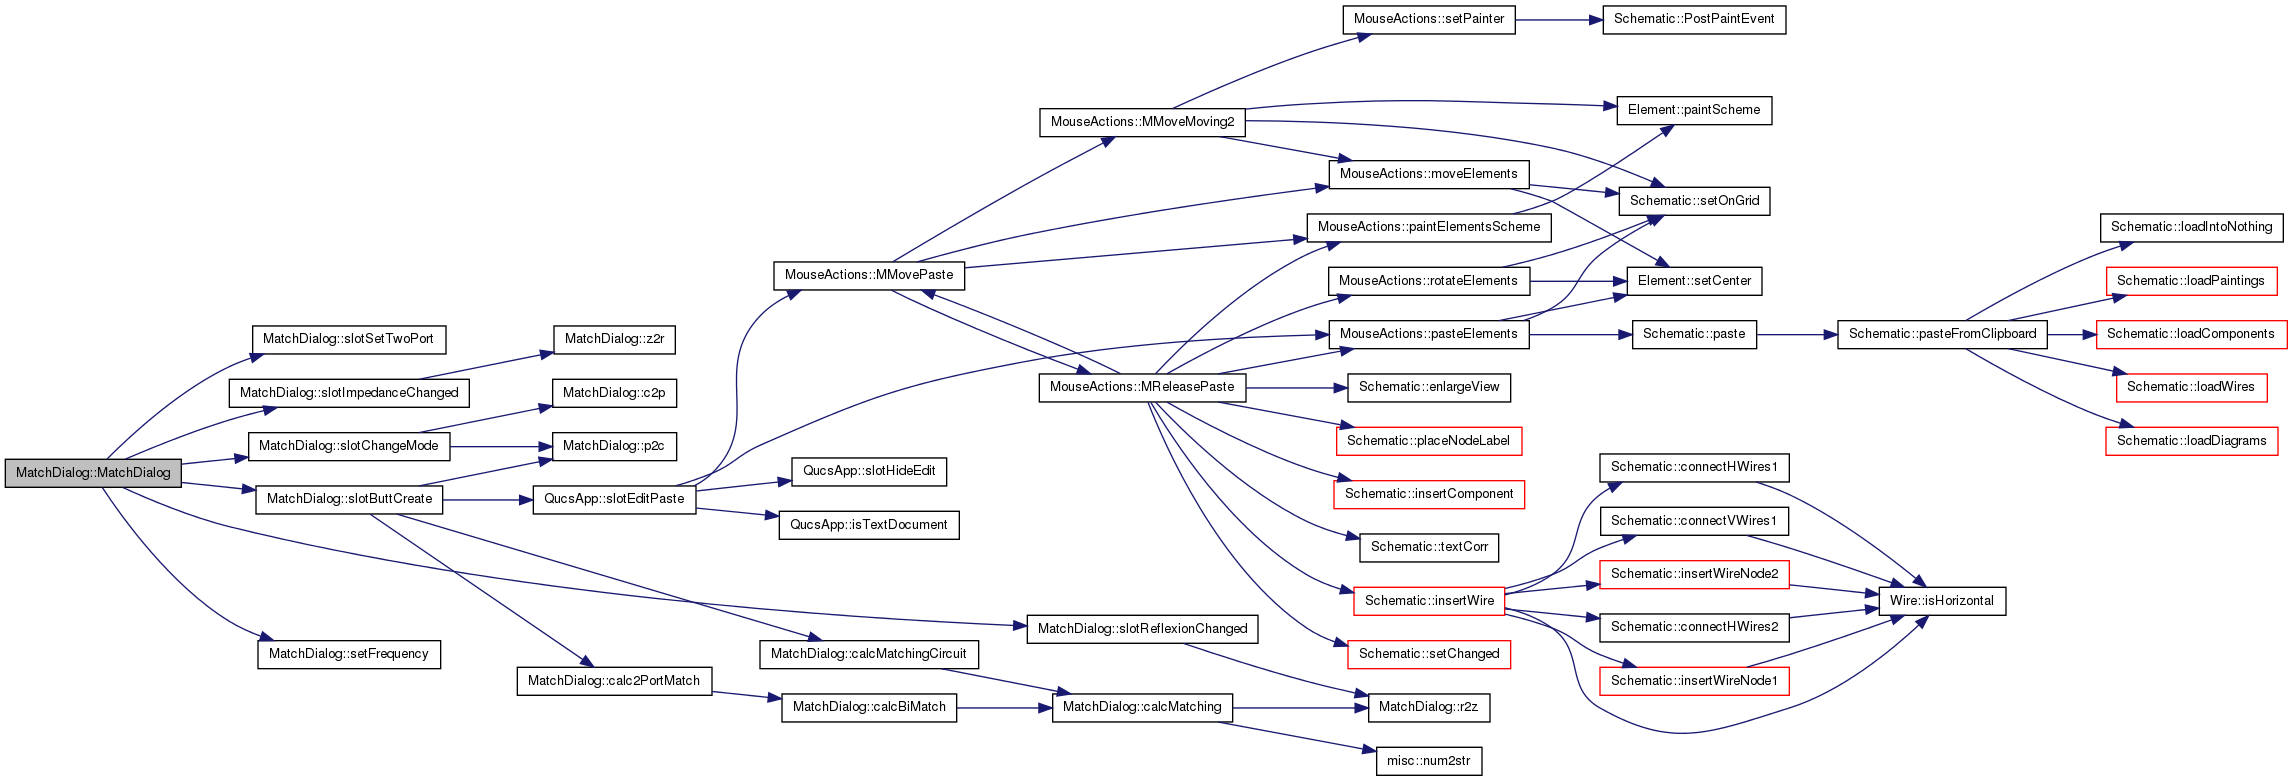 MouseActions::setPainter
Schematic::PostPaintEvent
MouseActions::MMoveMoving2
Element::paintScheme
MouseActions::moveElements
Schematic::setOnGrid
MouseActions::paintElementsScheme
Schematic::loadIntoNothing
MouseActions::MMovePaste
MouseActions::rotateElements
Element::setCenter
Schematic::loadPaintings
MatchDialog::slotSetTwoPort
MatchDialog::z2r
MouseActions::pasteElements
Schematic::paste
Schematic::pasteFromClipboard
Schematic::loadComponents
MatchDialog::slotImpedanceChanged
MatchDialog::c2p
MouseActions::MReleasePaste
Schematic::enlargeView
Schematic::loadWires
MatchDialog::slotChangeMode
MatchDialog::p2c
Schematic::placeNodeLabel
Schematic::loadDiagrams
MatchDialog::MatchDialog
QucsApp::slotHideEdit
Schematic::connectHWires1
MatchDialog::slotButtCreate
QucsApp::slotEditPaste
Schematic::insertComponent
QucsApp::isTextDocument
Schematic::connectVWires1
Schematic::textCorr
Schematic::insertWireNode2
Schematic::insertWire
Wire::isHorizontal
MatchDialog::slotReflexionChanged
Schematic::connectHWires2
MatchDialog::setFrequency
MatchDialog::calcMatchingCircuit
Schematic::setChanged
MatchDialog::calc2PortMatch
Schematic::insertWireNode1
MatchDialog::calcBiMatch
MatchDialog::calcMatching
MatchDialog::r2z
misc::num2str